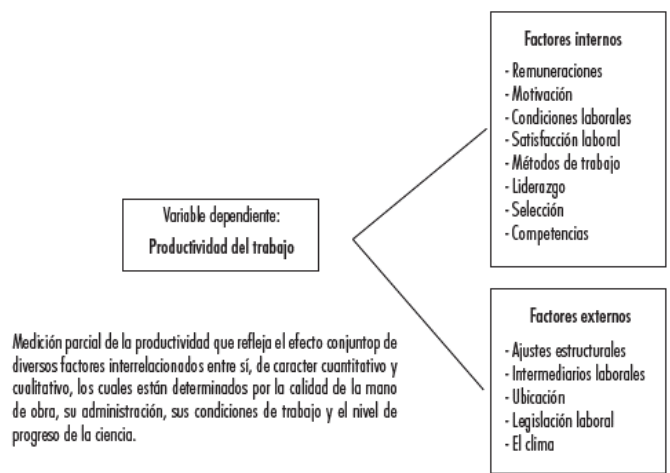 Factores internos
- Remuneraciones
- Motivación
- Condiciones laborales
- Satisfacción laboral
- Métodos de trabajo
- Liderazgo
- Selección
- Competencias
Variable dependiente:
Productividad del trabajo
Medición parcial de la productividad que refleja el efecto conjuntop de
diversos factores interrelacionados entre sí, de caracter cuantitativo y
cualitativo, los cuales están determinados por la calidad de la mano
de obra, su administración, sus condiciones de trabajo y el nivel de
progreso de la ciencia.
Factores externos
- Ajustes estructurales
- Intermediarios laborales
- Ubicación
- Legislación laboral
- El clima